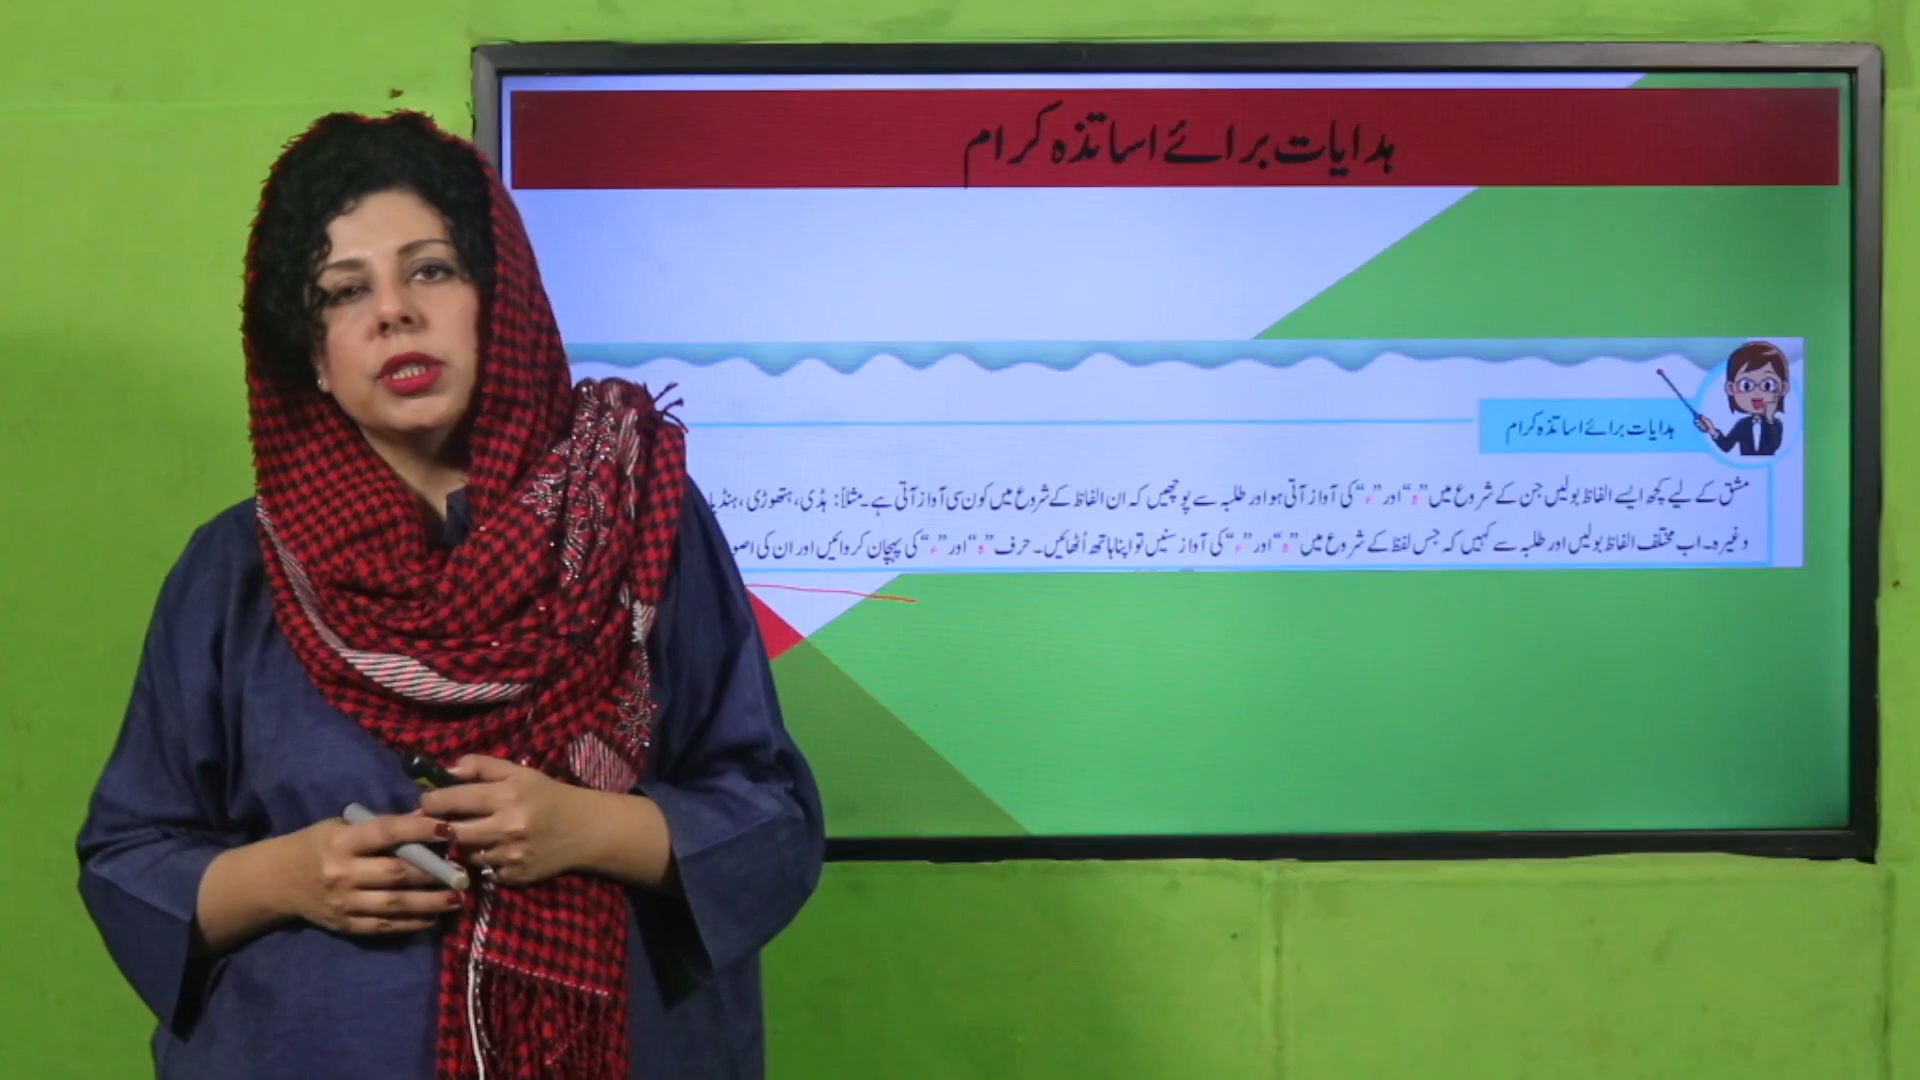 ہدایات برائے اساتذہ کرام
ہدایات برائے اساتذہ کرام
مشق کے لیے کچھ ایسے الفاظ بولیں جن کے شروع میں ”ہ“ اور ”ء“ کی آواز آتی ہو اور طلبہ سے پوچھیں کہ ان الفاظ کے شروع میں کون سی آواز آتی ہے۔ مثلاً: ہڈی، ہتھوڑی، ہنڈیا
وغیرہ۔ اب مختلف الفاظ بولیں اور طلبہ سے کہیں کہ جس لفظ کے شروع میں ”ہ“ اور ”ء“ کی آواز سنیں تو اپنا ہاتھ اُٹھائیں۔ حرف ”ہ“ اور ”ء“ کی پہچان کروائیں اور ان کی